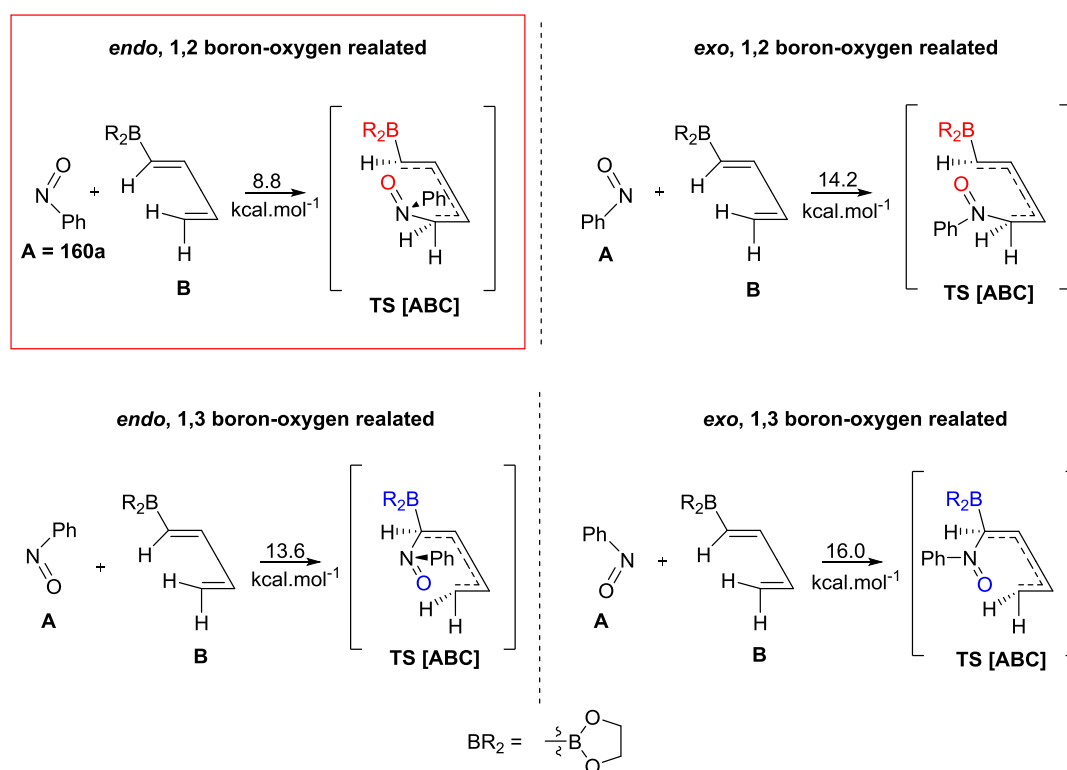 endo, 1,2 boron-oxygen realated
R₂B
O
N
Ph
A = 160a
+
H
H
H
B
8.8
kcal.mol⁻¹
R₂B
H
O
N
Ph
H
H
TS [ABC]
exo, 1,2 boron-oxygen realated
R₂B
O
N
Ph
A
+
H
H
H
B
14.2
kcal.mol⁻¹
R₂B
H
O
Ph
N
H
H
TS [ABC]
endo, 1,3 boron-oxygen realated
R₂B
Ph
N
O
A
+
H
H
H
B
13.6
kcal.mol⁻¹
R₂B
H
N
Ph
O
H
H
TS [ABC]
exo, 1,3 boron-oxygen realated
R₂B
Ph
N
O
A
+
H
H
H
B
16.0
kcal.mol⁻¹
R₂B
H
Ph
N
O
H
H
TS [ABC]
BR₂ =
B
O
O